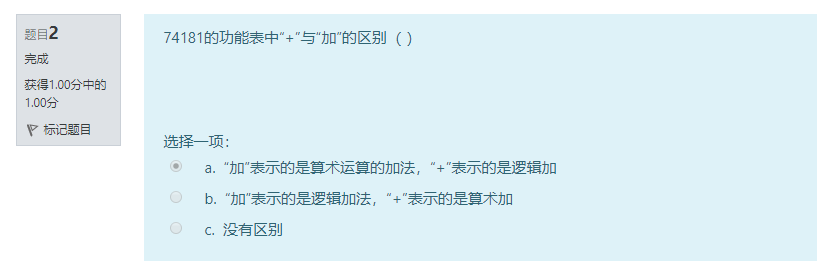 题目2
完成
获得1.00分中的
1.00分
标记题目
74181的功能表中“+”与“加”的区别（ ）
选择一项：
a. “加”表示的是算术运算的加法，“+”表示的是逻辑加
b. “加”表示的是逻辑加法，“+”表示的是算术加
c. 没有区别